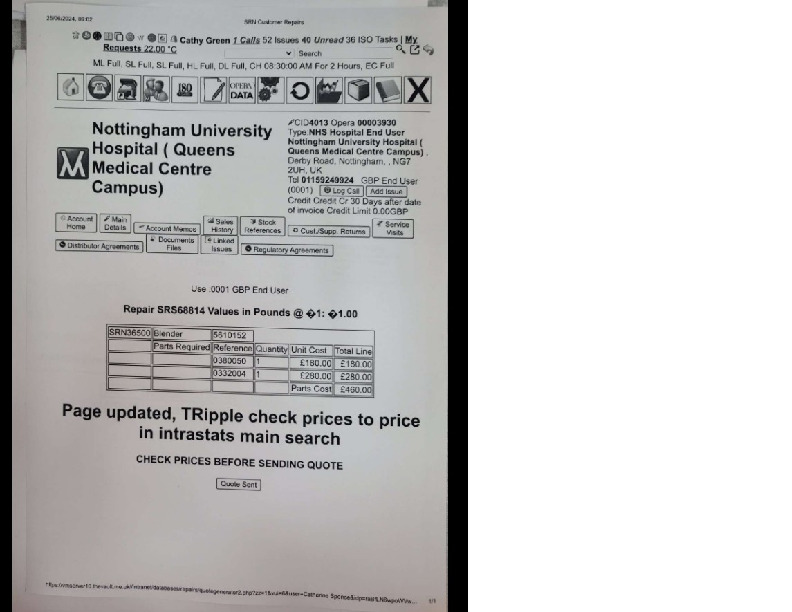 SRN Customer Repairs
Cathy Green 1 Calls 52 Issues 40 Unread 36 ISO Tasks | My
Requests 22.00 °C
Search
ML Full, SL Full, SL Full, HL Full, DL Full, CH 08:30:00 AM For 2 Hours, EC Full
ISO
OPERA
DATA
Nottingham University
Hospital ( Queens
Medical Centre
Campus)
CID4013 Opera 00003930
Type NHS Hospital End User
Nottingham University Hospital (
Queens Medical Centre Campus) ,
Derby Road, Nottingham, , NG7
2UH, UK
Tel 01159249924 GBP End User
(0001) Log Call Add Issue
Credit Credit Cr 30 Days after date
of invoice Credit Limit 0.00GBP
Account Home
Main Details
Account Memos
Sales History
Stock References
Cust./Supp. Returns
Service Visits
Distributor Agreements
Documents Files
Linked Issues
Regulatory Agreements
Use :0001 GBP End User
Repair SRS68814 Values in Pounds @ �1: �1.00
SRN36500 Blender 5610152
Parts Required Reference Quantity Unit Cost Total Line
0380050 1 £180.00 £180.00
0332004 1 £280.00 £280.00
Parts Cost £460.00
Page updated, TRipple check prices to price
in intrastats main search
CHECK PRICES BEFORE SENDING QUOTE
Quote Sent
1/1